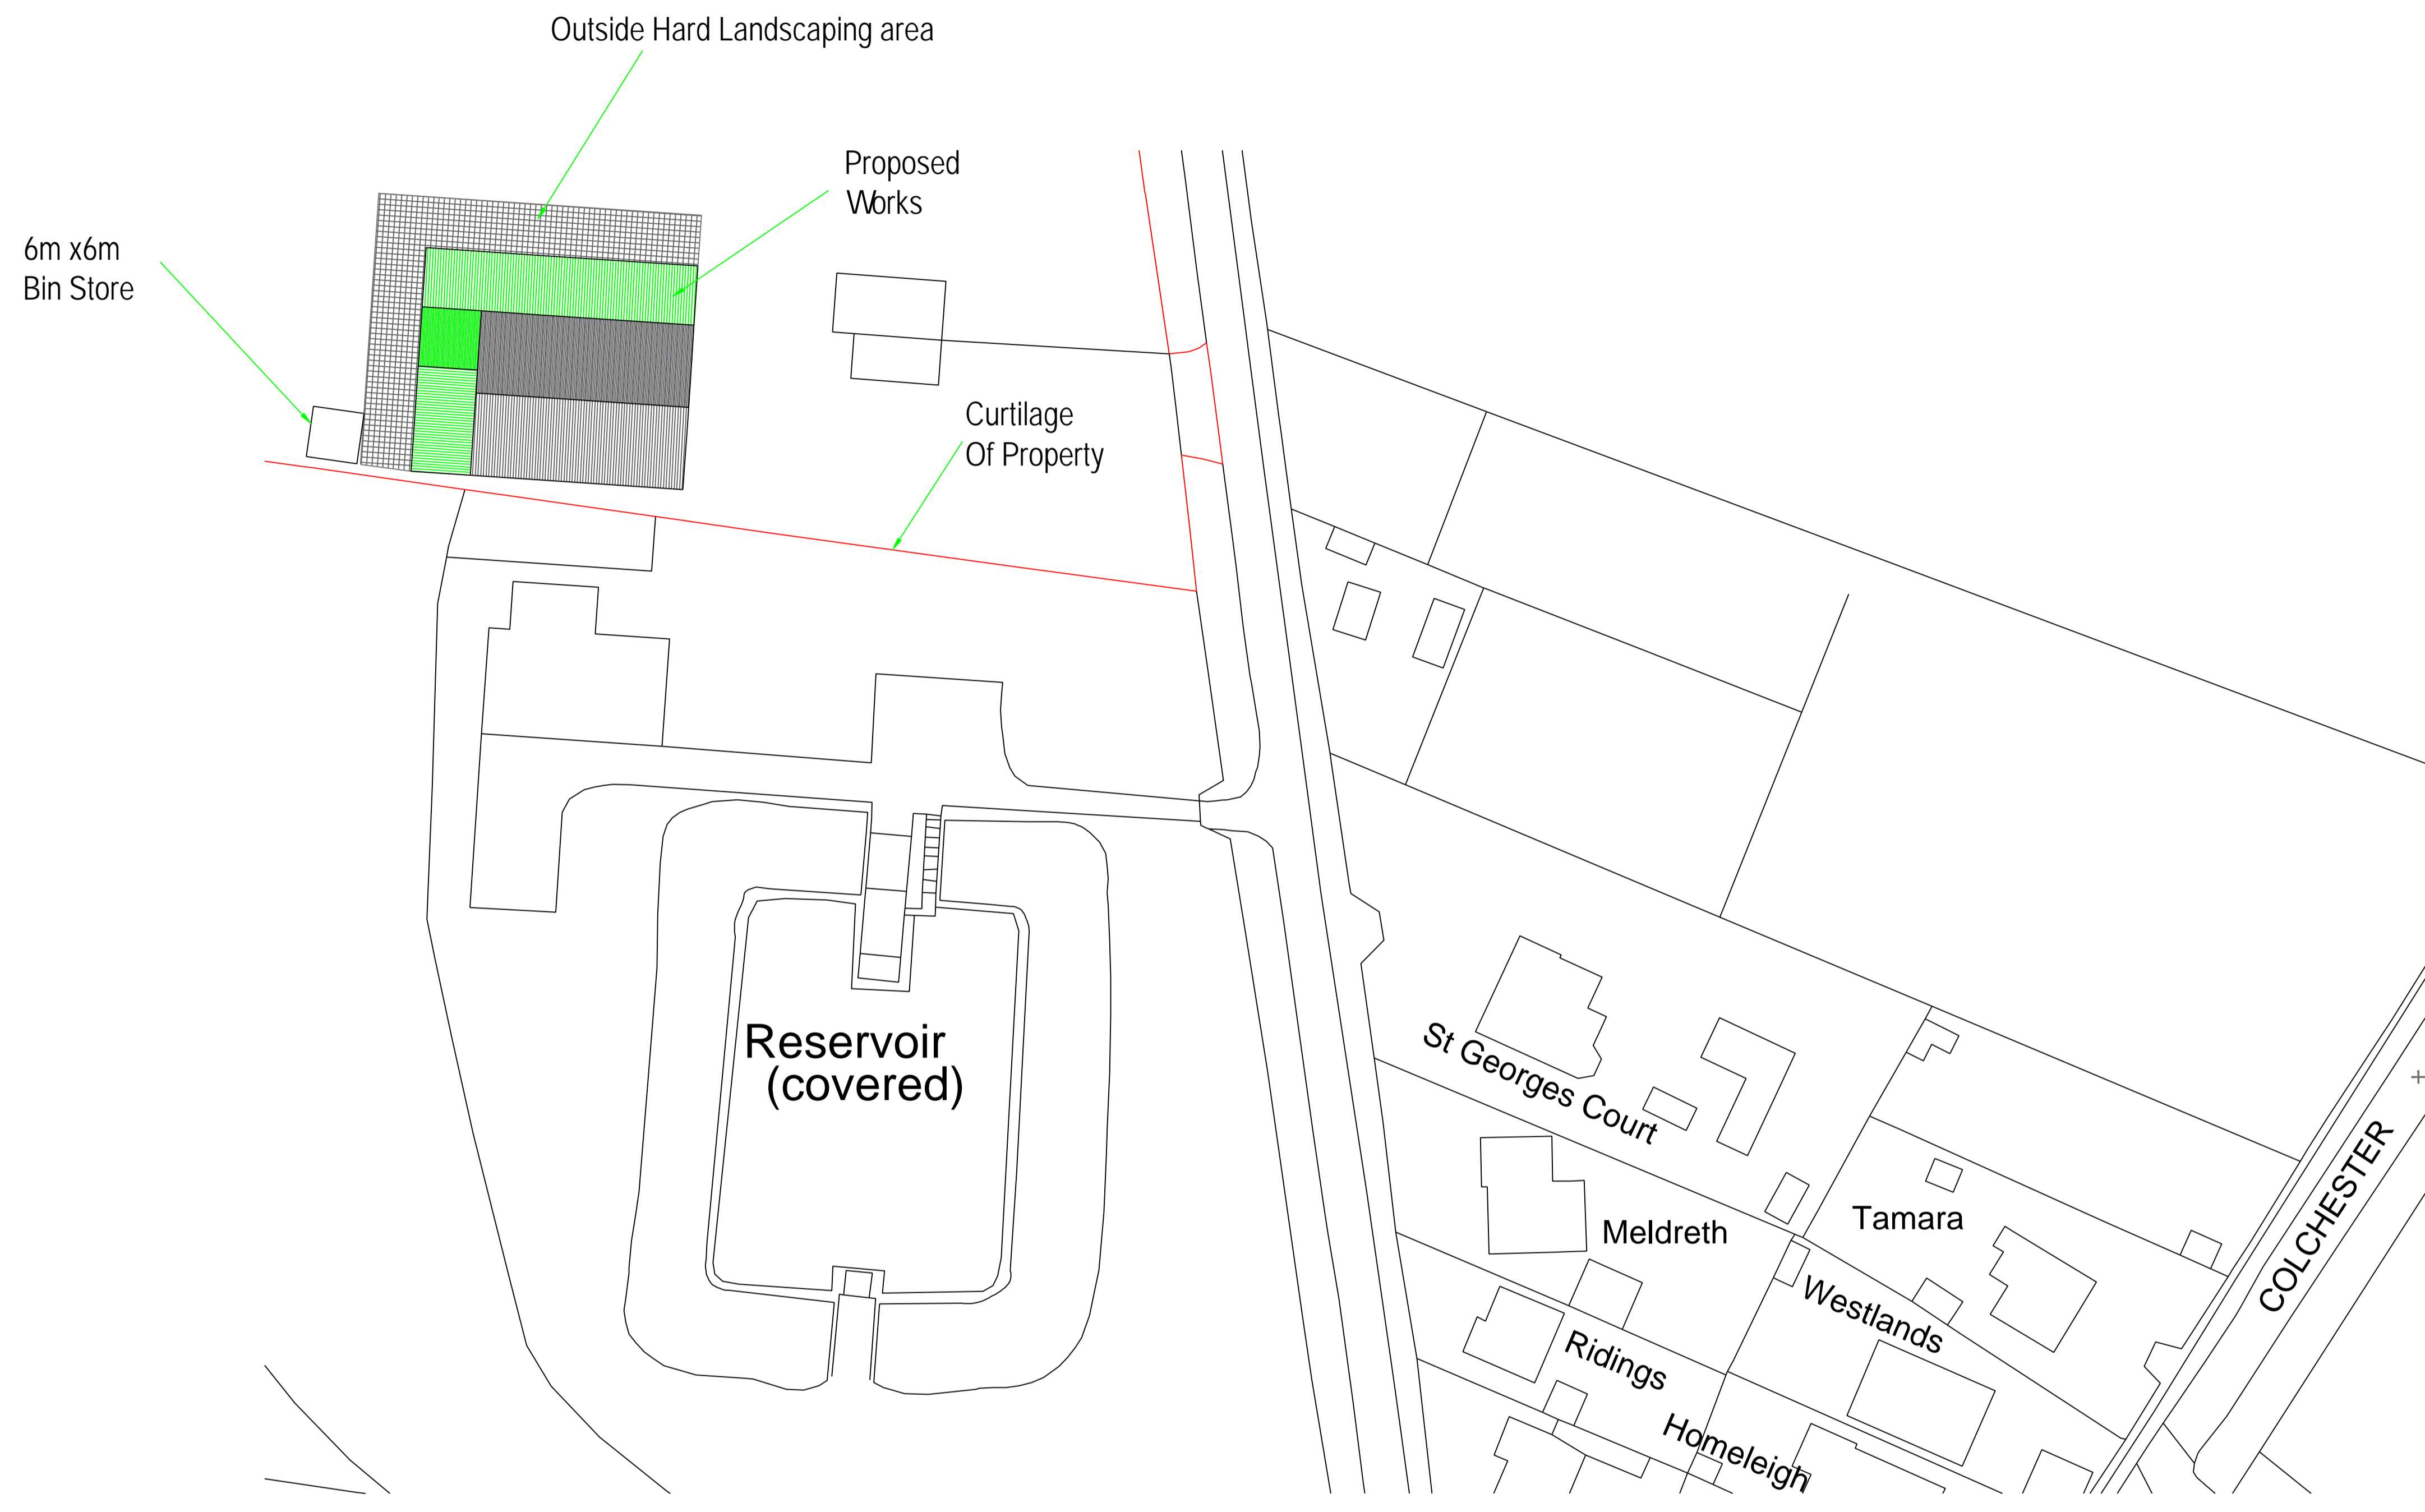 Outside Hard Landscaping area
Proposed
Works
6m x6m
Bin Store
Curtilage
Of Property
Reservoir
(covered)
St Georges Court
Meldreth
Tamara
COLCHESTER
Westlands
Ridings
Homeleigh